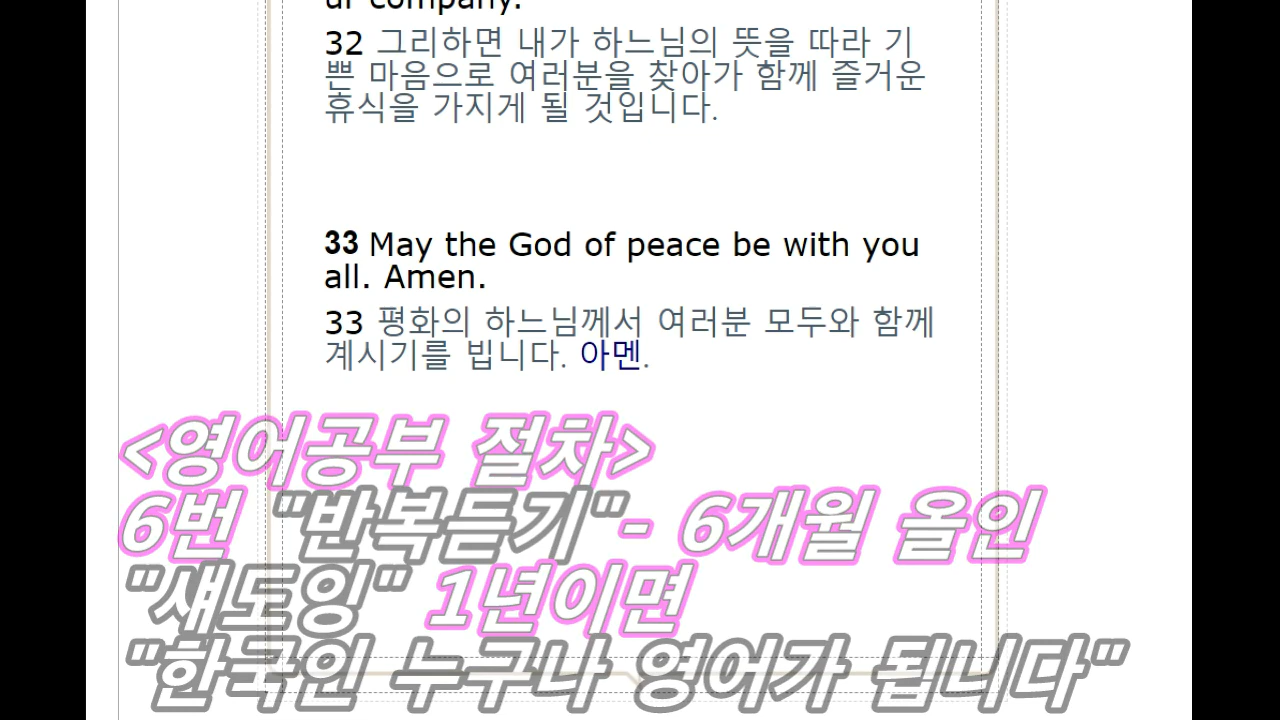 ur company.
32 그리하면 내가 하느님의 뜻을 따라 기
쁜 마음으로 여러분을 찾아가 함께 즐거운
휴식을 가지게 될 것입니다.
33 May the God of peace be with you
all. Amen.
33 평화의 하느님께서 여러분 모두와 함께
계시기를 빕니다. 아멘.
<영어공부 절차>
6번 "반복듣기"- 6개월 올인
"섀도잉" 1년이면
"한국인 누구나 영어가 됩니다"